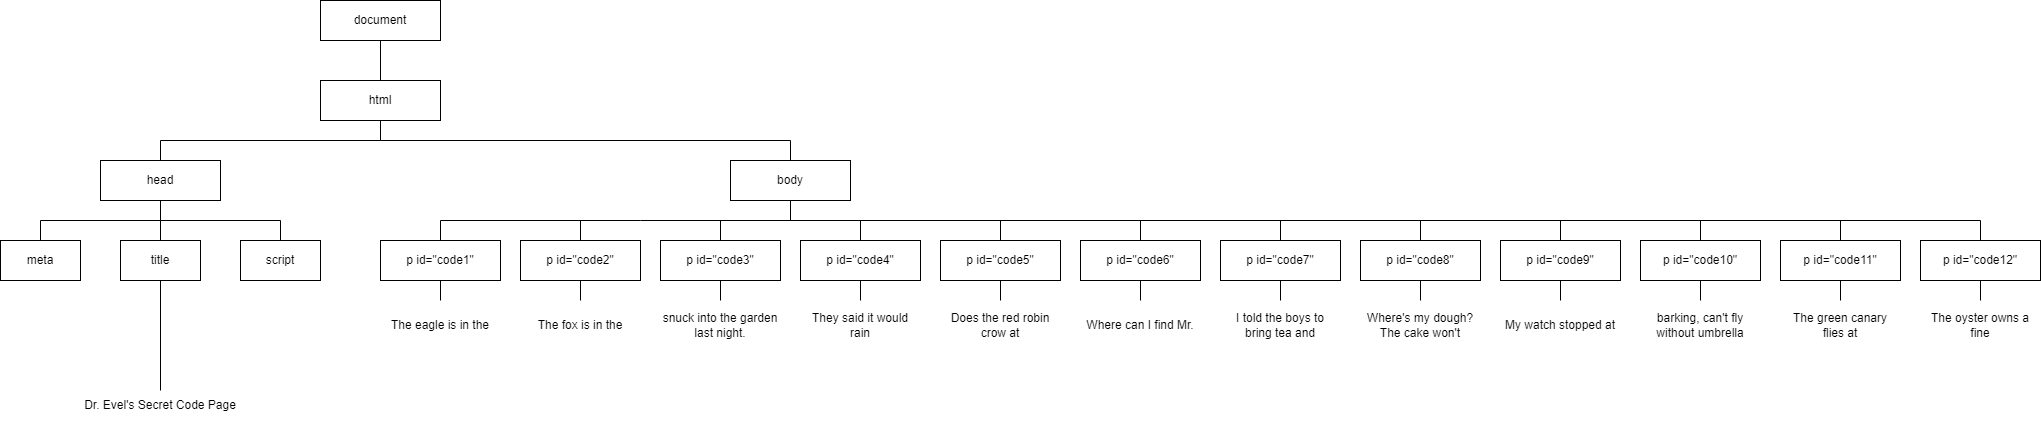 document
html
head
body
meta
title
script
p id="code1"
p id="code2"
p id="code3"
p id="code4"
p id="code5"
p id="code6"
p id="code7"
p id="code8"
p id="code9"
p id="code10"
p id="code11"
p id="code12"
The eagle is in the
The fox is in the
snuck into the garden
last night.
They said it would
rain
Does the red robin
crow at
Where can I find Mr.
I told the boys to
bring tea and
Where's my dough?
The cake won't
My watch stopped at
barking, can't fly
without umbrella
The green canary
flies at
The oyster owns a
fine
Dr. Evel's Secret Code Page